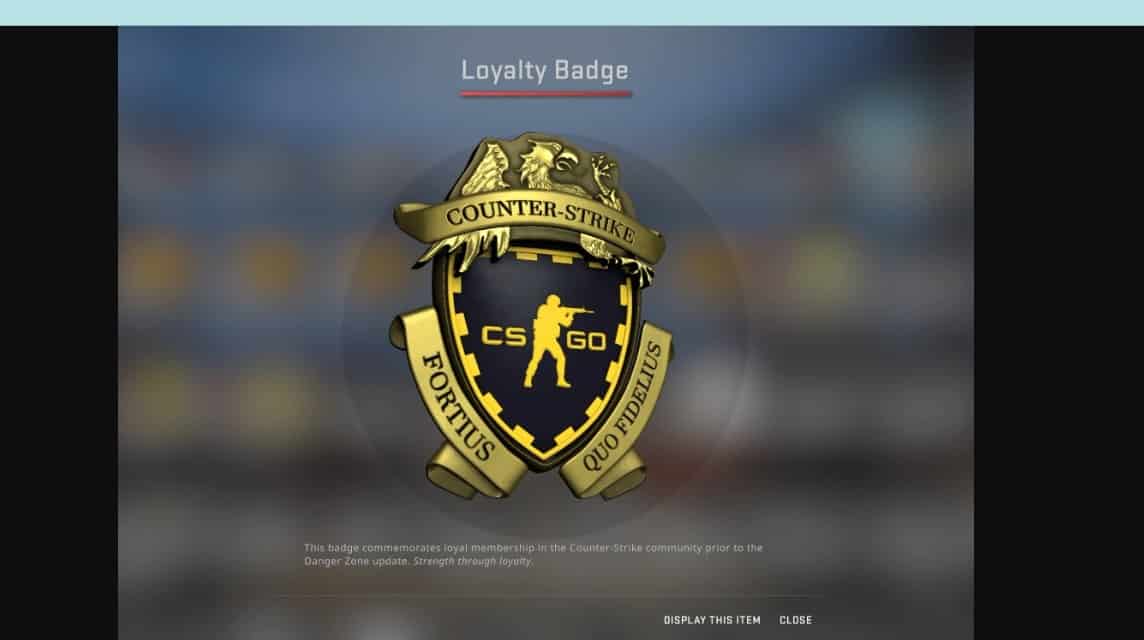 Loyalty Badge
COUNTER-STRIKE
CS GO
FORTIUS
QUO FIDELIUS
This badge commemorates loyal membership in the Counter-Strike community prior to the
Danger Zone update. Strength through loyalty.
DISPLAY THIS ITEM CLOSE